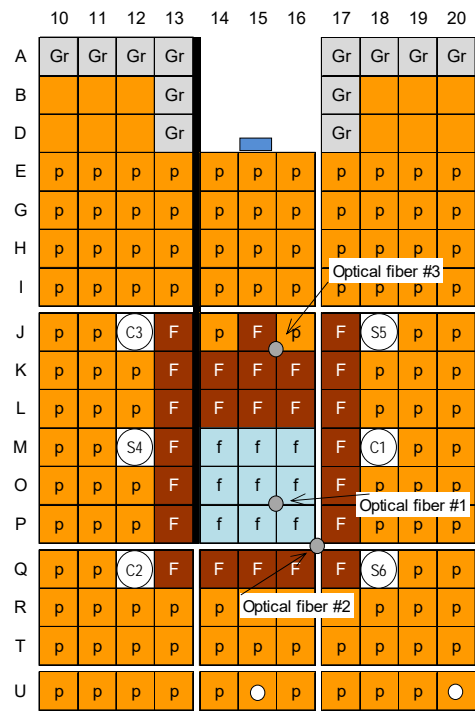 10 11 12 13 14 15 16 17 18 19 20
A Gr Gr Gr Gr Gr Gr Gr Gr
B Gr Gr
D Gr Gr
E p p p p p p p p p p p
G p p p p p p p p p p p
H p p p p p p p p p p p
Optical fiber #3
I p p p p p p p p p p p
J p p C3 F p F p F S5 p p
K p p p F F F F F p p p
L p p p F F F F F p p p
M p p S4 F f f f F C1 p p
O p p p F f f f F p p p
Optical fiber #1
P p p p F f f f F p p p
Q p p C2 F F F F F S6 p p
R p p p p p p p p
Optical fiber #2
T p p p p p p p p p p p
U p p p p p p p p p